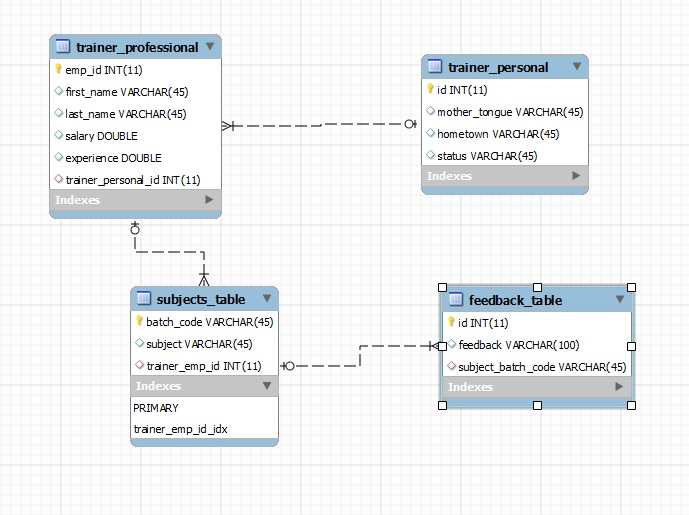 trainer_professional
emp_id INT(11)
first_name VARCHAR(45)
last_name VARCHAR(45)
salary DOUBLE
experience DOUBLE
trainer_personal_id INT(11)
Indexes
trainer_personal
id INT(11)
mother_tongue VARCHAR(45)
hometown VARCHAR(45)
status VARCHAR(45)
Indexes
subjects_table
batch_code VARCHAR(45)
subject VARCHAR(45)
trainer_emp_id INT(11)
Indexes
PRIMARY
trainer_emp_id_idx
feedback_table
id INT(11)
feedback VARCHAR(100)
subject_batch_code VARCHAR(45)
Indexes